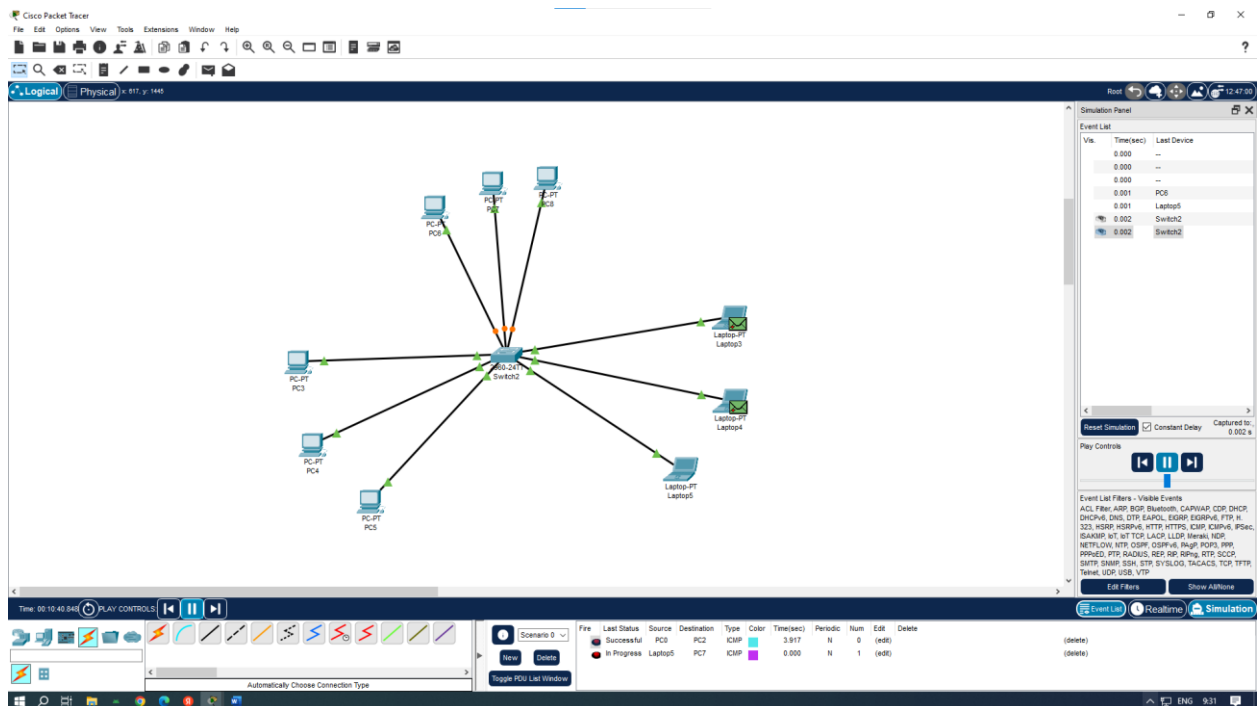 Cisco Packet Tracer
File Edit Options View Tools Extensions Window Help
?
Logical Physical x: 617, y: 1445
Root 12:47:00
PC-PT
PC6
PC-PT
PC7
PC-PT
PC8
PC-PT
PC3
PC-PT
PC4
PC-PT
PC5
2960-24TT
Switch2
Laptop-PT
Laptop3
Laptop-PT
Laptop4
Laptop-PT
Laptop5
Simulation Panel
Event List
Vis. Time(sec) Last Device
0.000 --
0.000 --
0.000 --
0.001 PC6
0.001 Laptop5
0.002 Switch2
0.002 Switch2
Reset Simulation Constant Delay Captured to:
0.002 s
Play Controls
Event List Filters - Visible Events
ACL Filter, ARP, BGP, Bluetooth, CAPWAP, CDP, DHCP,
DHCPv6, DNS, DTP, EAPOL, EIGRP, EIGRPv6, FTP, H.
323, HSRP, HSRPv6, HTTP, HTTPS, ICMP, ICMPv6, IPSec,
ISAKMP, IoT, IoT TCP, LACP, LLDP, Meraki, NDP,
NETFLOW, NTP, OSPF, OSPFv6, PAgP, POP3, PPP,
PPPoED, PTP, RADIUS, REP, RIP, RIPng, RTP, SCCP,
SMTP, SNMP, SSH, STP, SYSLOG, TACACS, TCP, TFTP,
Telnet, UDP, USB, VTP
Edit Filters Show All/None
Time: 00:10:40.848 PLAY CONTROLS:
Event List Realtime Simulation
Automatically Choose Connection Type
Scenario 0
New Delete
Toggle PDU List Window
Fire Last Status Source Destination Type Color Time(sec) Periodic Num Edit Delete
Successful PC0 PC2 ICMP 3.917 N 0 (edit) (delete)
In Progress Laptop5 PC7 ICMP 0.000 N 1 (edit) (delete)
ENG 9:31